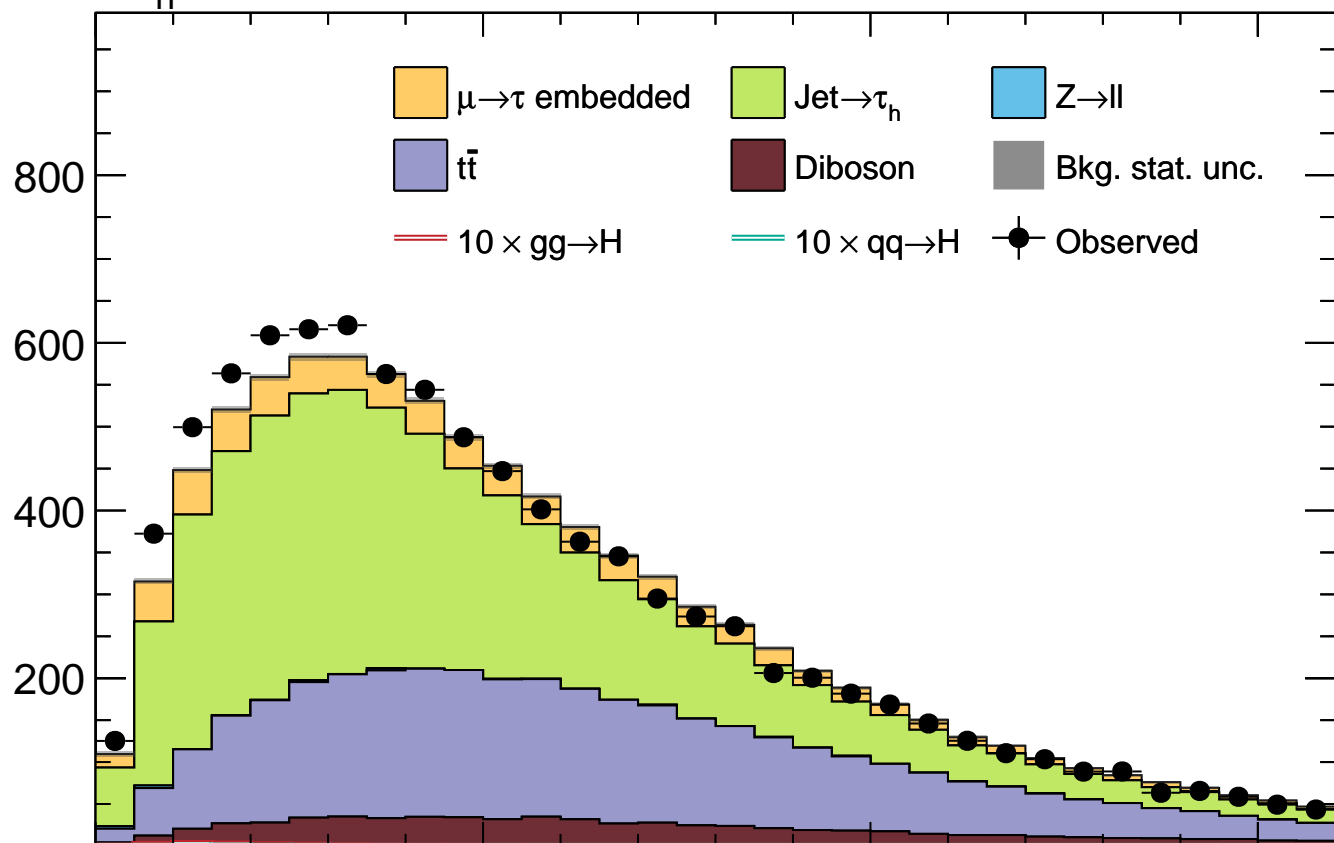 μ→τ embedded Jet→τₕ Z→ll
tt̄ Diboson Bkg. stat. unc.
10 × gg→H 10 × qq→H Observed
800
600
400
200